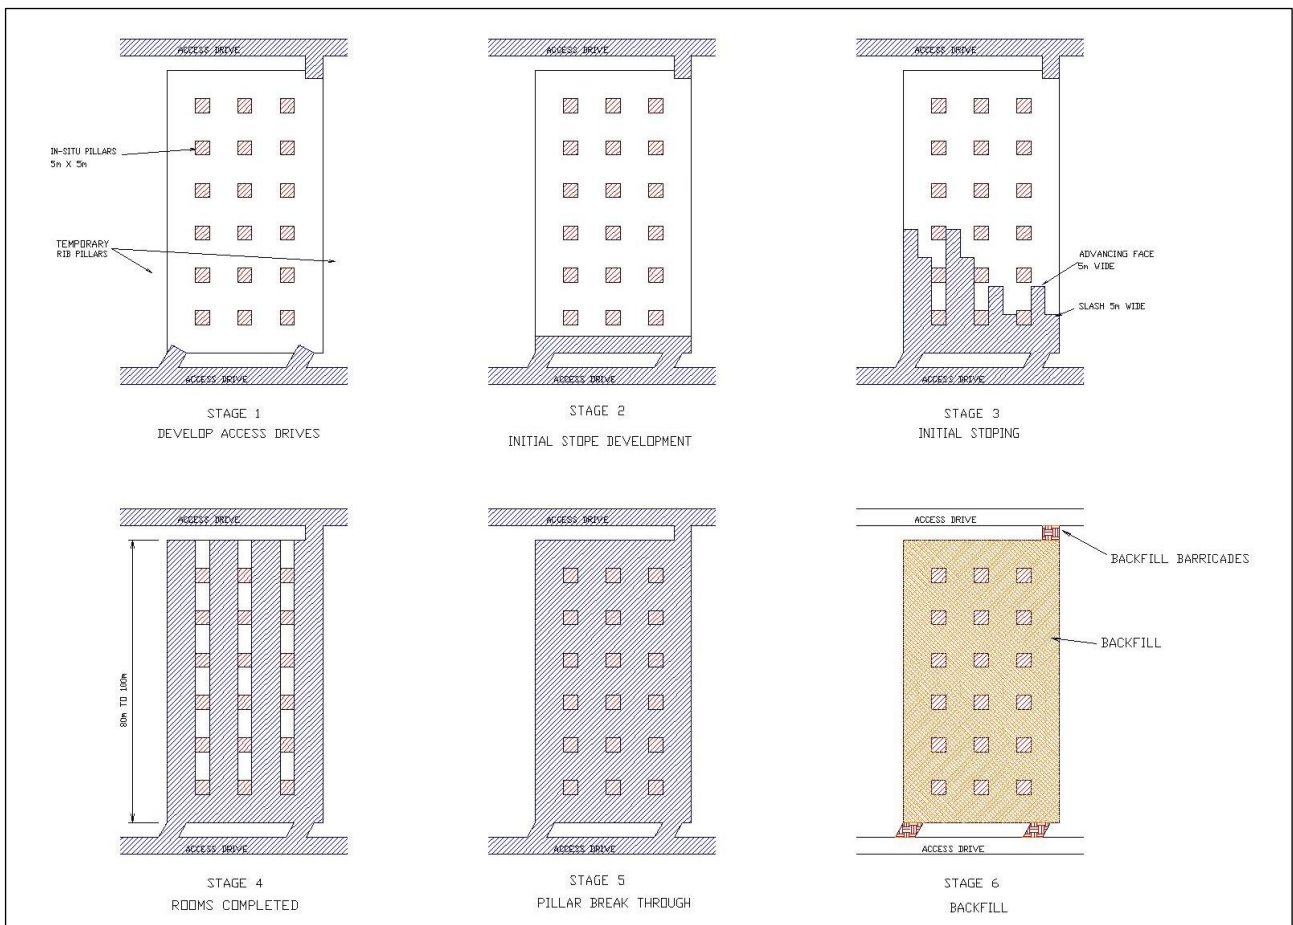 ACCESS DRIVE
IN-SITU PILLARS
5m X 5m
TEMPORARY
RIB PILLARS
ACCESS DRIVE
STAGE 1
DEVELOP ACCESS DRIVES
ACCESS DRIVE
ACCESS DRIVE
STAGE 2
INITIAL STOPE DEVELOPMENT
ACCESS DRIVE
ADVANCING FACE
5m WIDE
SLASH 5m WIDE
ACCESS DRIVE
STAGE 3
INITIAL STOPING
ACCESS DRIVE
80m TO 100m
ACCESS DRIVE
STAGE 4
ROOMS COMPLETED
ACCESS DRIVE
ACCESS DRIVE
STAGE 5
PILLAR BREAK THROUGH
ACCESS DRIVE
BACKFILL BARRICADES
BACKFILL
ACCESS DRIVE
STAGE 6
BACKFILL